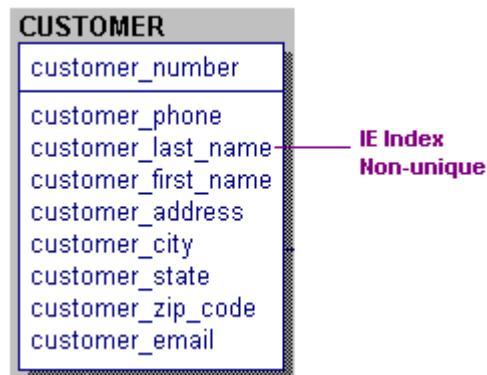 CUSTOMER
customer_number
customer_phone
customer_last_name
customer_first_name
customer_address
customer_city
customer_state
customer_zip_code
customer_email
IE Index
Non-unique